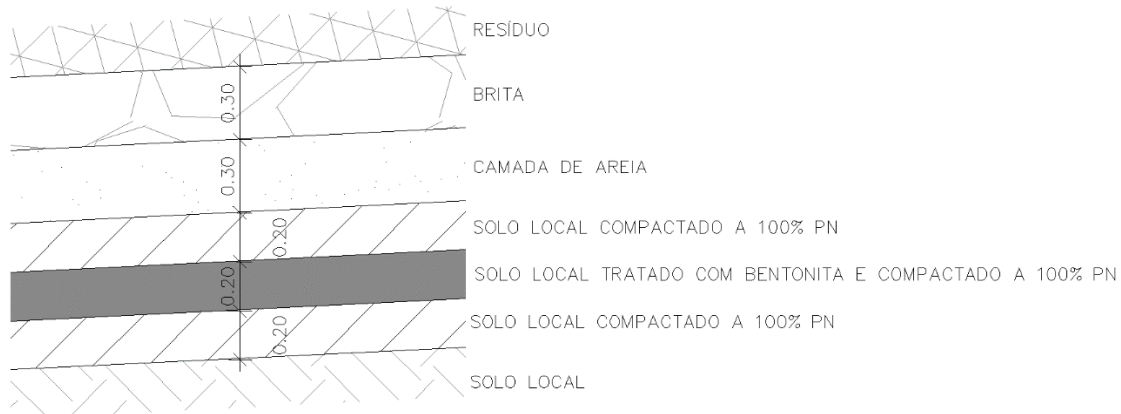 RESÍDUO
0.30
BRITA
0.30
CAMADA DE AREIA
0.20
SOLO LOCAL COMPACTADO A 100% PN
0.20
SOLO LOCAL TRATADO COM BENTONITA E COMPACTADO A 100% PN
0.20
SOLO LOCAL COMPACTADO A 100% PN
SOLO LOCAL